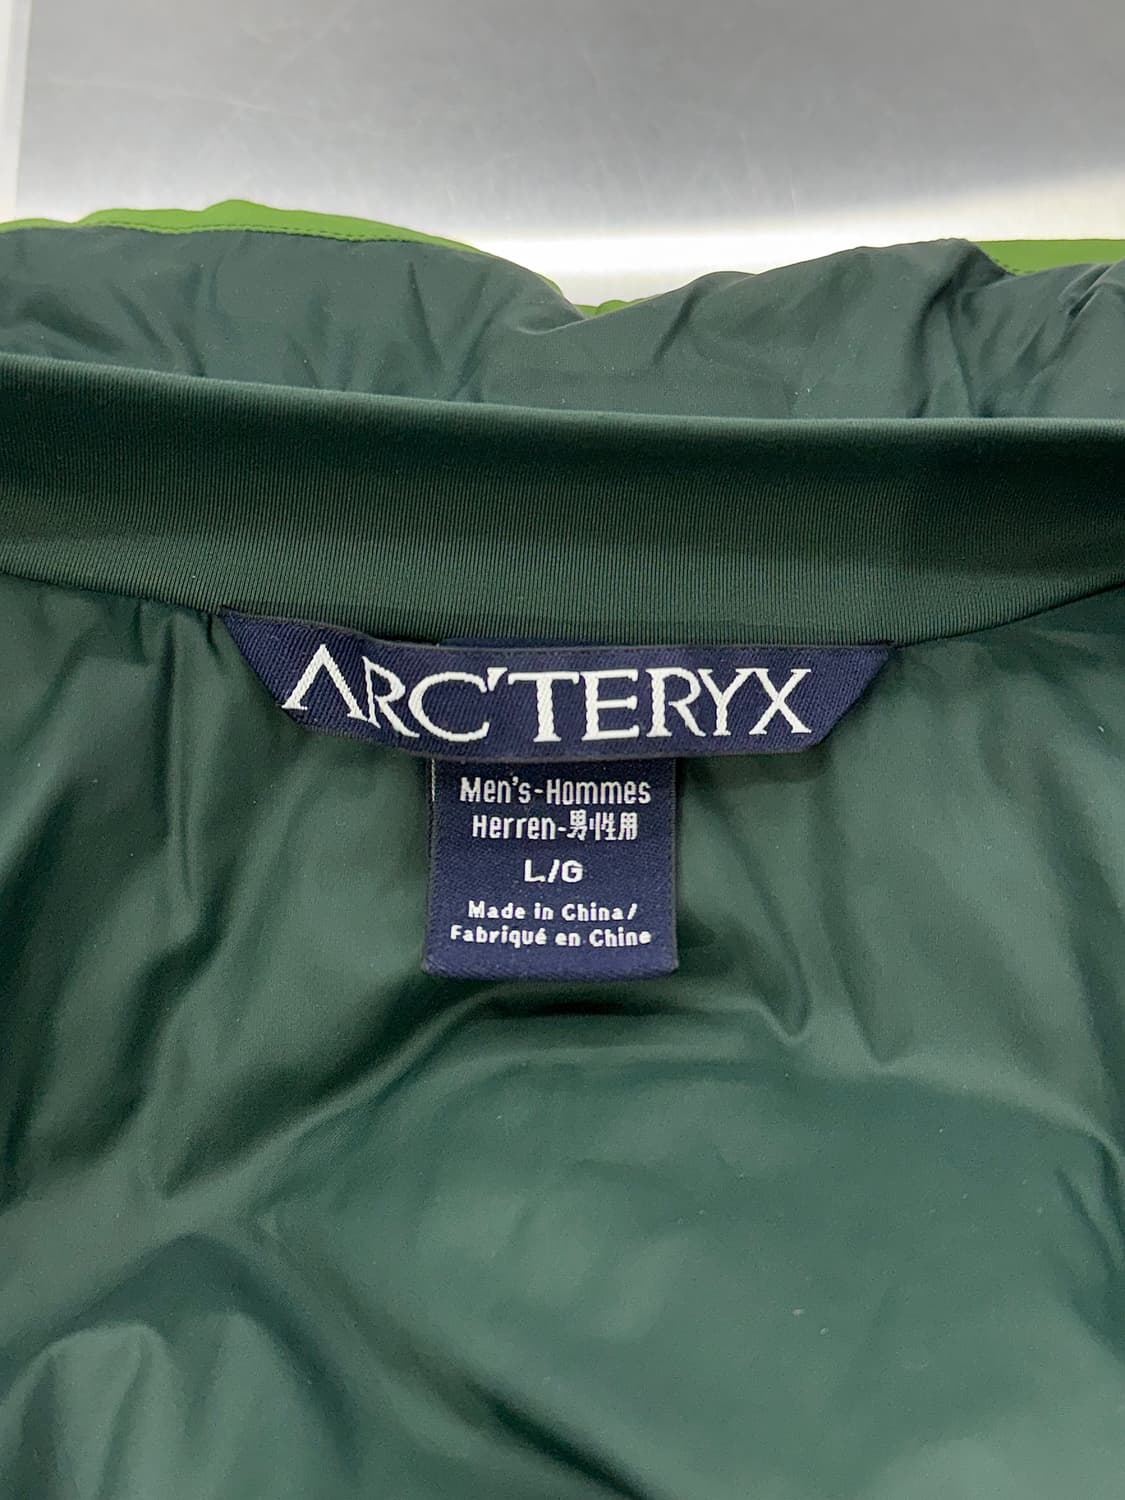 ARC'TERYX
Men's-Hommes
Herren-男性用
L/G
Made in China/
Fabriqué en Chine